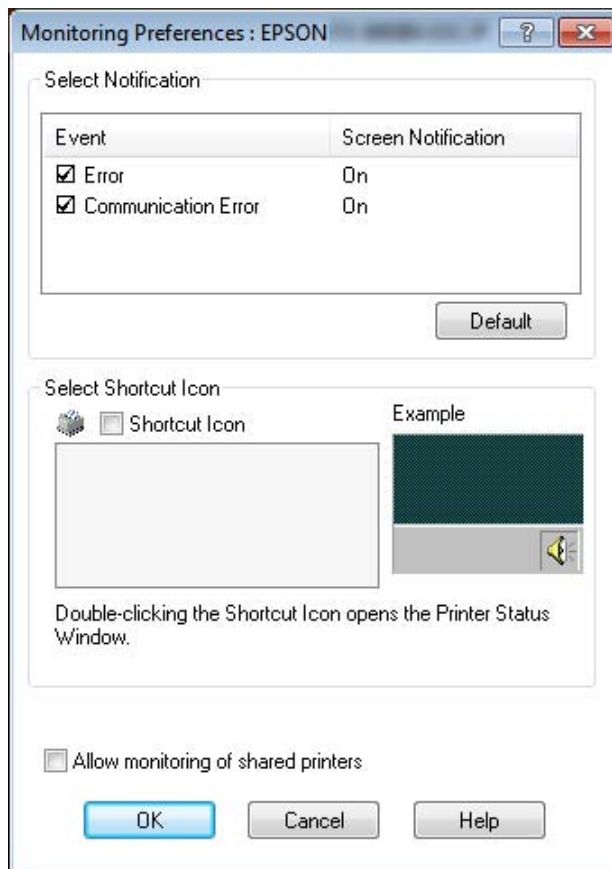 Monitoring Preferences : EPSON
Select Notification
Event Screen Notification
Error On
Communication Error On
Default
Select Shortcut Icon
Shortcut Icon
Example
Double-clicking the Shortcut Icon opens the Printer Status
Window.
Allow monitoring of shared printers
OK Cancel Help